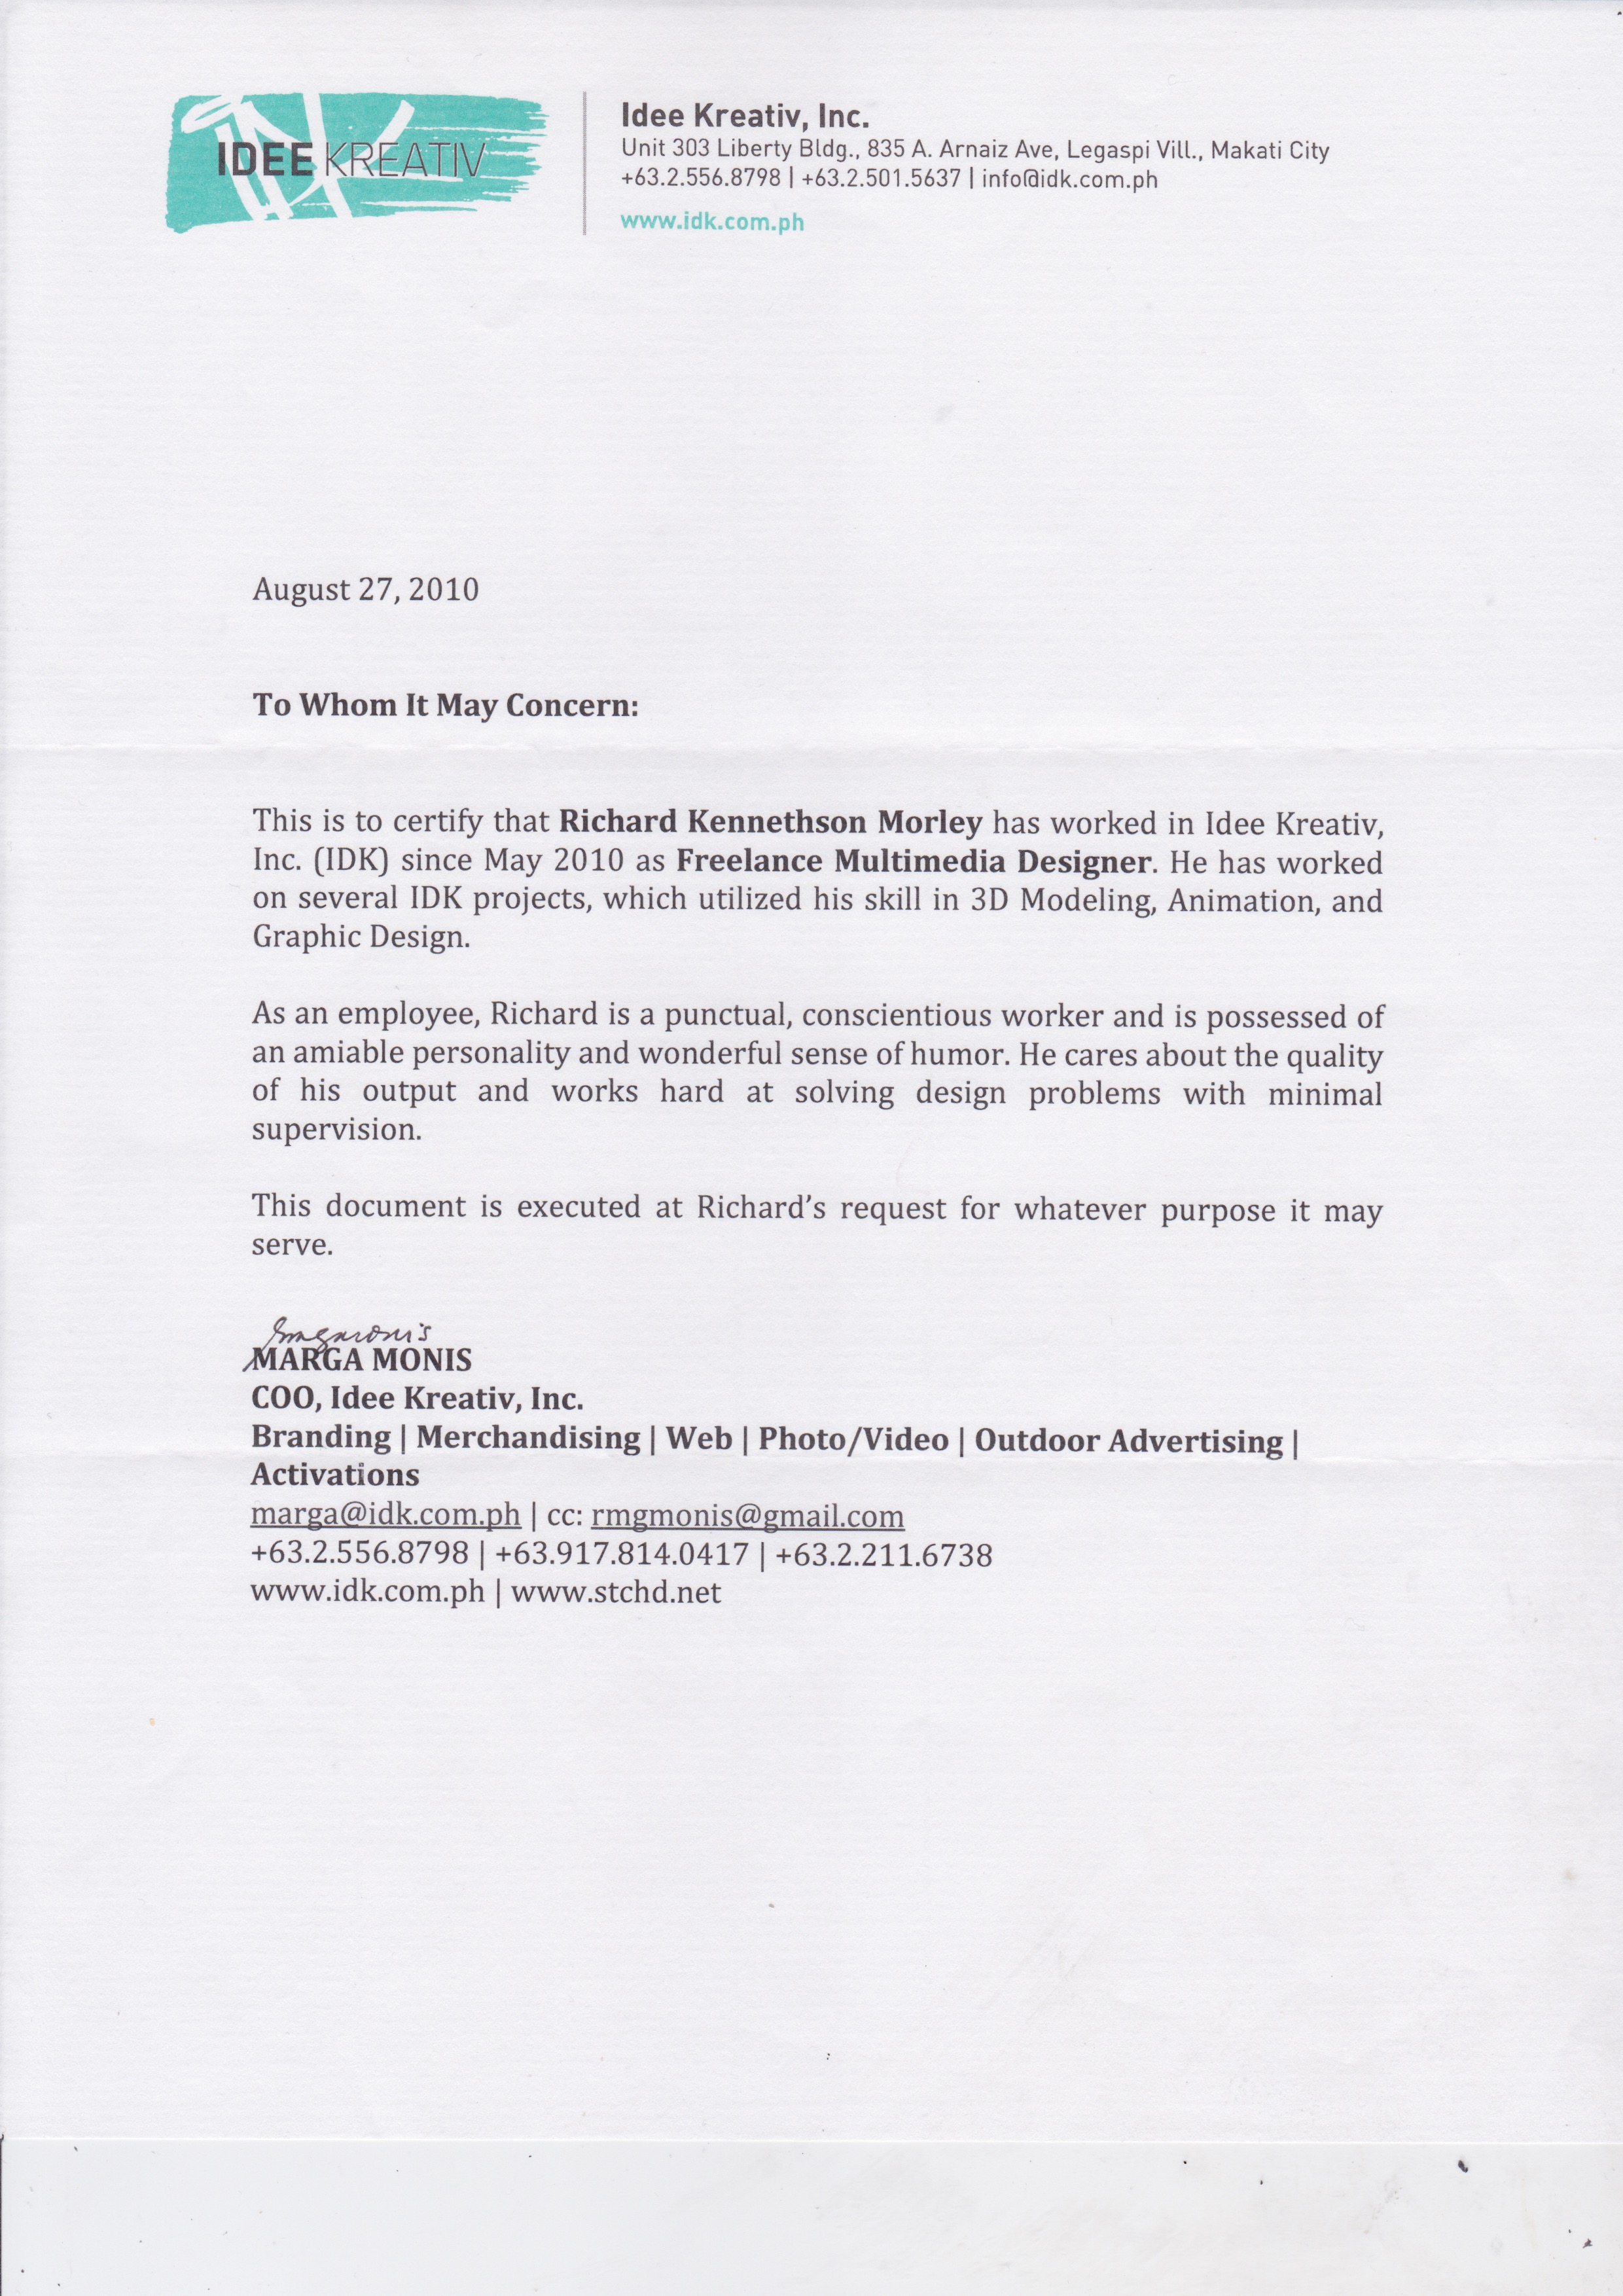 IDEE KREATIV
Idee Kreativ, Inc.
Unit 303 Liberty Bldg., 835 A. Arnaiz Ave, Legaspi Vill., Makati City
+63.2.556.8798 | +63.2.501.5637 | info@idk.com.ph
www.idk.com.ph
August 27, 2010
To Whom It May Concern:
This is to certify that Richard Kennethson Morley has worked in Idee Kreativ,
Inc. (IDK) since May 2010 as Freelance Multimedia Designer. He has worked
on several IDK projects, which utilized his skill in 3D Modeling, Animation, and
Graphic Design.
As an employee, Richard is a punctual, conscientious worker and is possessed of
an amiable personality and wonderful sense of humor. He cares about the quality
of his output and works hard at solving design problems with minimal
supervision.
This document is executed at Richard's request for whatever purpose it may
serve.
MARGA MONIS
COO, Idee Kreativ, Inc.
Branding | Merchandising | Web | Photo/Video | Outdoor Advertising |
Activations
marga@idk.com.ph | cc: rmgmonis@gmail.com
+63.2.556.8798 | +63.917.814.0417 | +63.2.211.6738
www.idk.com.ph | www.stchd.net